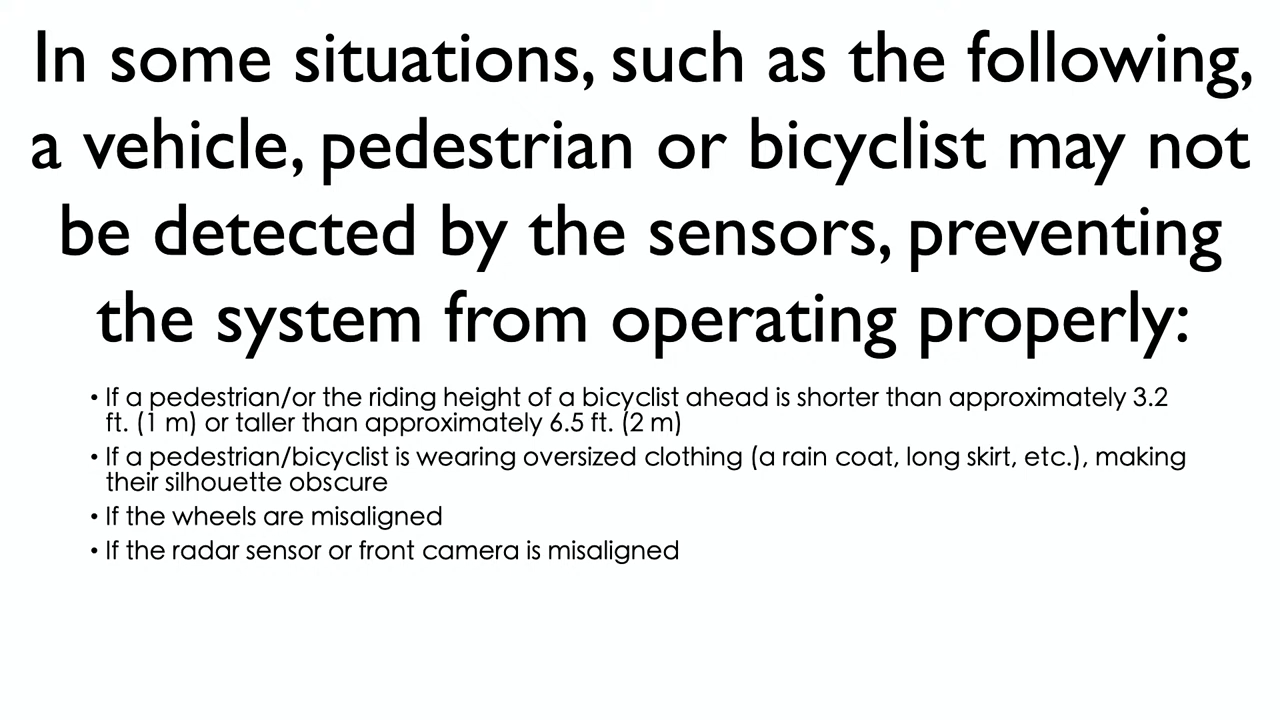 In some situations, such as the following,
a vehicle, pedestrian or bicyclist may not
be detected by the sensors, preventing
the system from operating properly:
• If a pedestrian/or the riding height of a bicyclist ahead is shorter than approximately 3.2
ft. (1 m) or taller than approximately 6.5 ft. (2 m)
• If a pedestrian/bicyclist is wearing oversized clothing (a rain coat, long skirt, etc.), making
their silhouette obscure
• If the wheels are misaligned
• If the radar sensor or front camera is misaligned